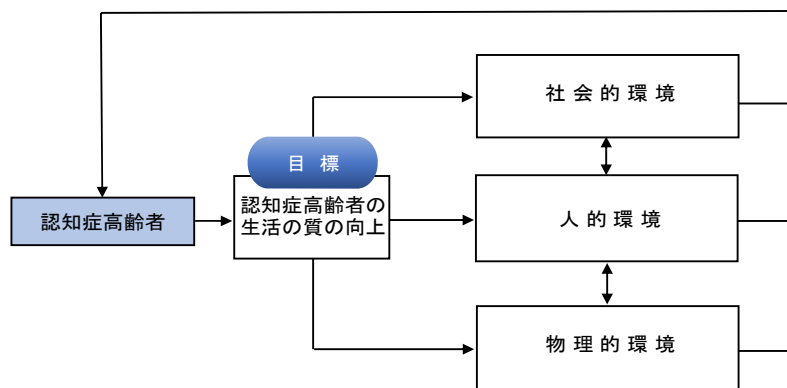 社会的環境
目標
認知症高齢者の
生活の質の向上
認知症高齢者
人的環境
物理的環境